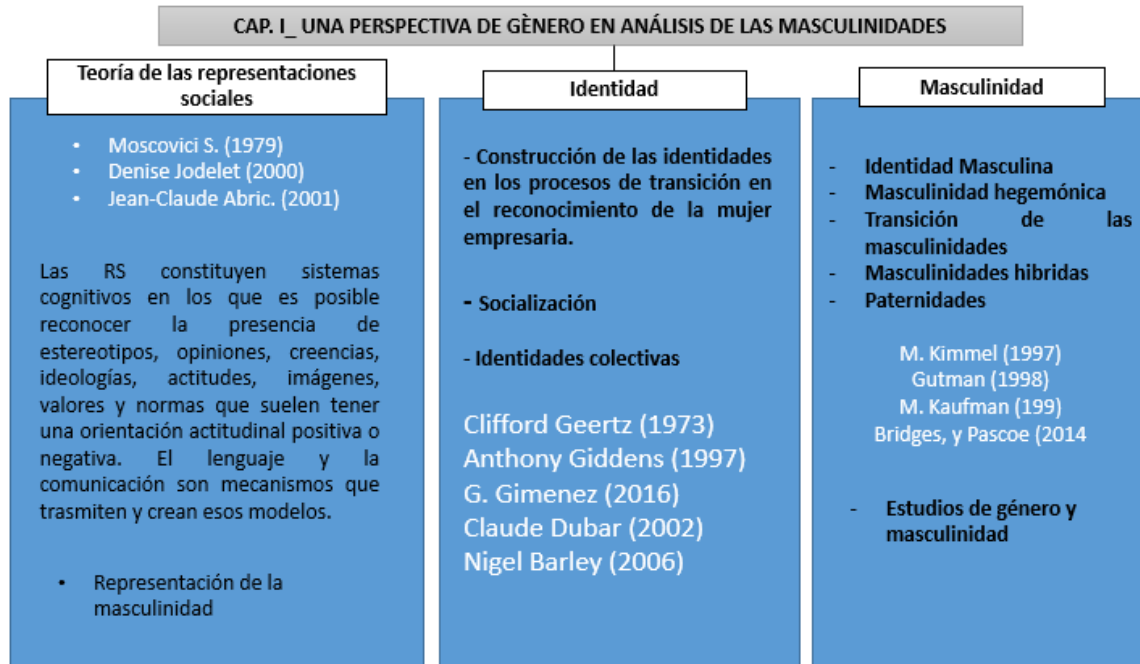 CAP. I_ UNA PERSPECTIVA DE GÈNERO EN ANÁLISIS DE LAS MASCULINIDADES
Teoría de las representaciones
sociales
• Moscovici S. (1979)
• Denise Jodelet (2000)
• Jean-Claude Abric. (2001)
Las RS constituyen sistemas
cognitivos en los que es posible
reconocer la presencia de
estereotipos, opiniones, creencias,
ideologías, actitudes, imágenes,
valores y normas que suelen tener
una orientación actitudinal positiva o
negativa. El lenguaje y la
comunicación son mecanismos que
trasmiten y crean esos modelos.
• Representación de la
masculinidad
Identidad
- Construcción de las identidades
en los procesos de transición en
el reconocimiento de la mujer
empresaria.
- Socialización
- Identidades colectivas
Clifford Geertz (1973)
Anthony Giddens (1997)
G. Gimenez (2016)
Claude Dubar (2002)
Nigel Barley (2006)
Masculinidad
- Identidad Masculina
- Masculinidad hegemónica
- Transición de las
masculinidades
- Masculinidades hibridas
- Paternidades
M. Kimmel (1997)
Gutman (1998)
M. Kaufman (199)
Bridges, y Pascoe (2014
- Estudios de género y
masculinidad